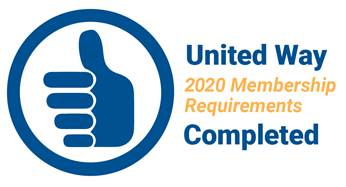 United Way
2020 Membership
Requirements
Completed